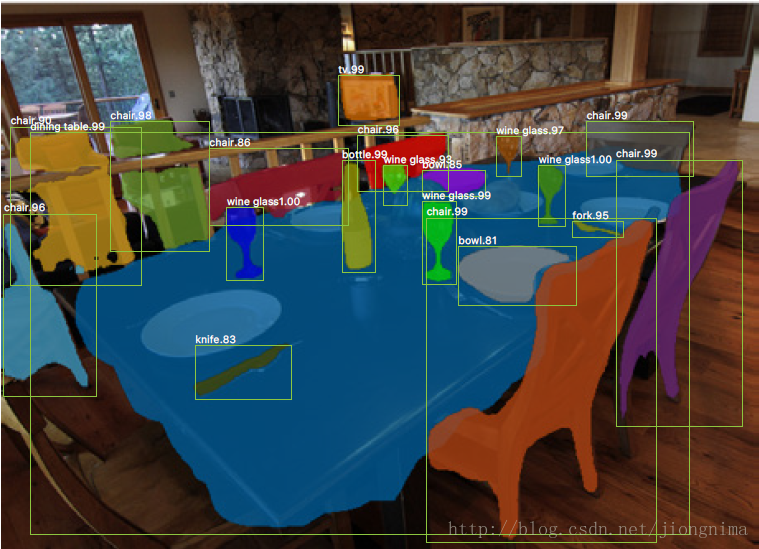 tv.99
chair.90
chair.98
dining table.99
chair.96
wine glass.97
chair.99
chair.86
bottle.99
wine glass.93
bowl.85
wine glass1.00
chair.99
chair.96
wine glass1.00
wine glass.99
chair.99
fork.95
bowl.81
knife.83
http://blog.csdn.net/jiongnima